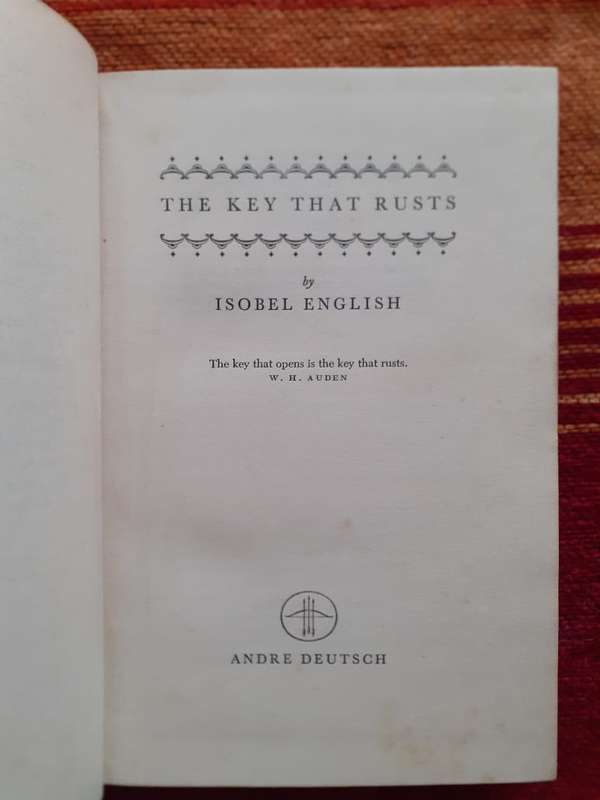 THE KEY THAT RUSTS
by
ISOBEL ENGLISH
The key that opens is the key that rusts.
W. H. AUDEN
ANDRE DEUTSCH